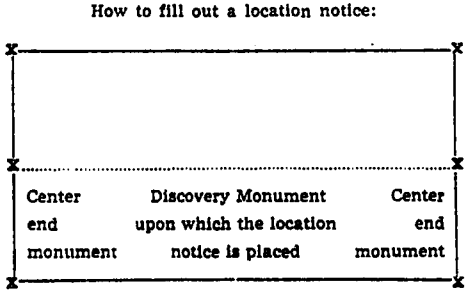 How to fill out a location notice:
X X
X X
Center Discovery Monument Center
end upon which the location end
monument notice is placed monument
X X